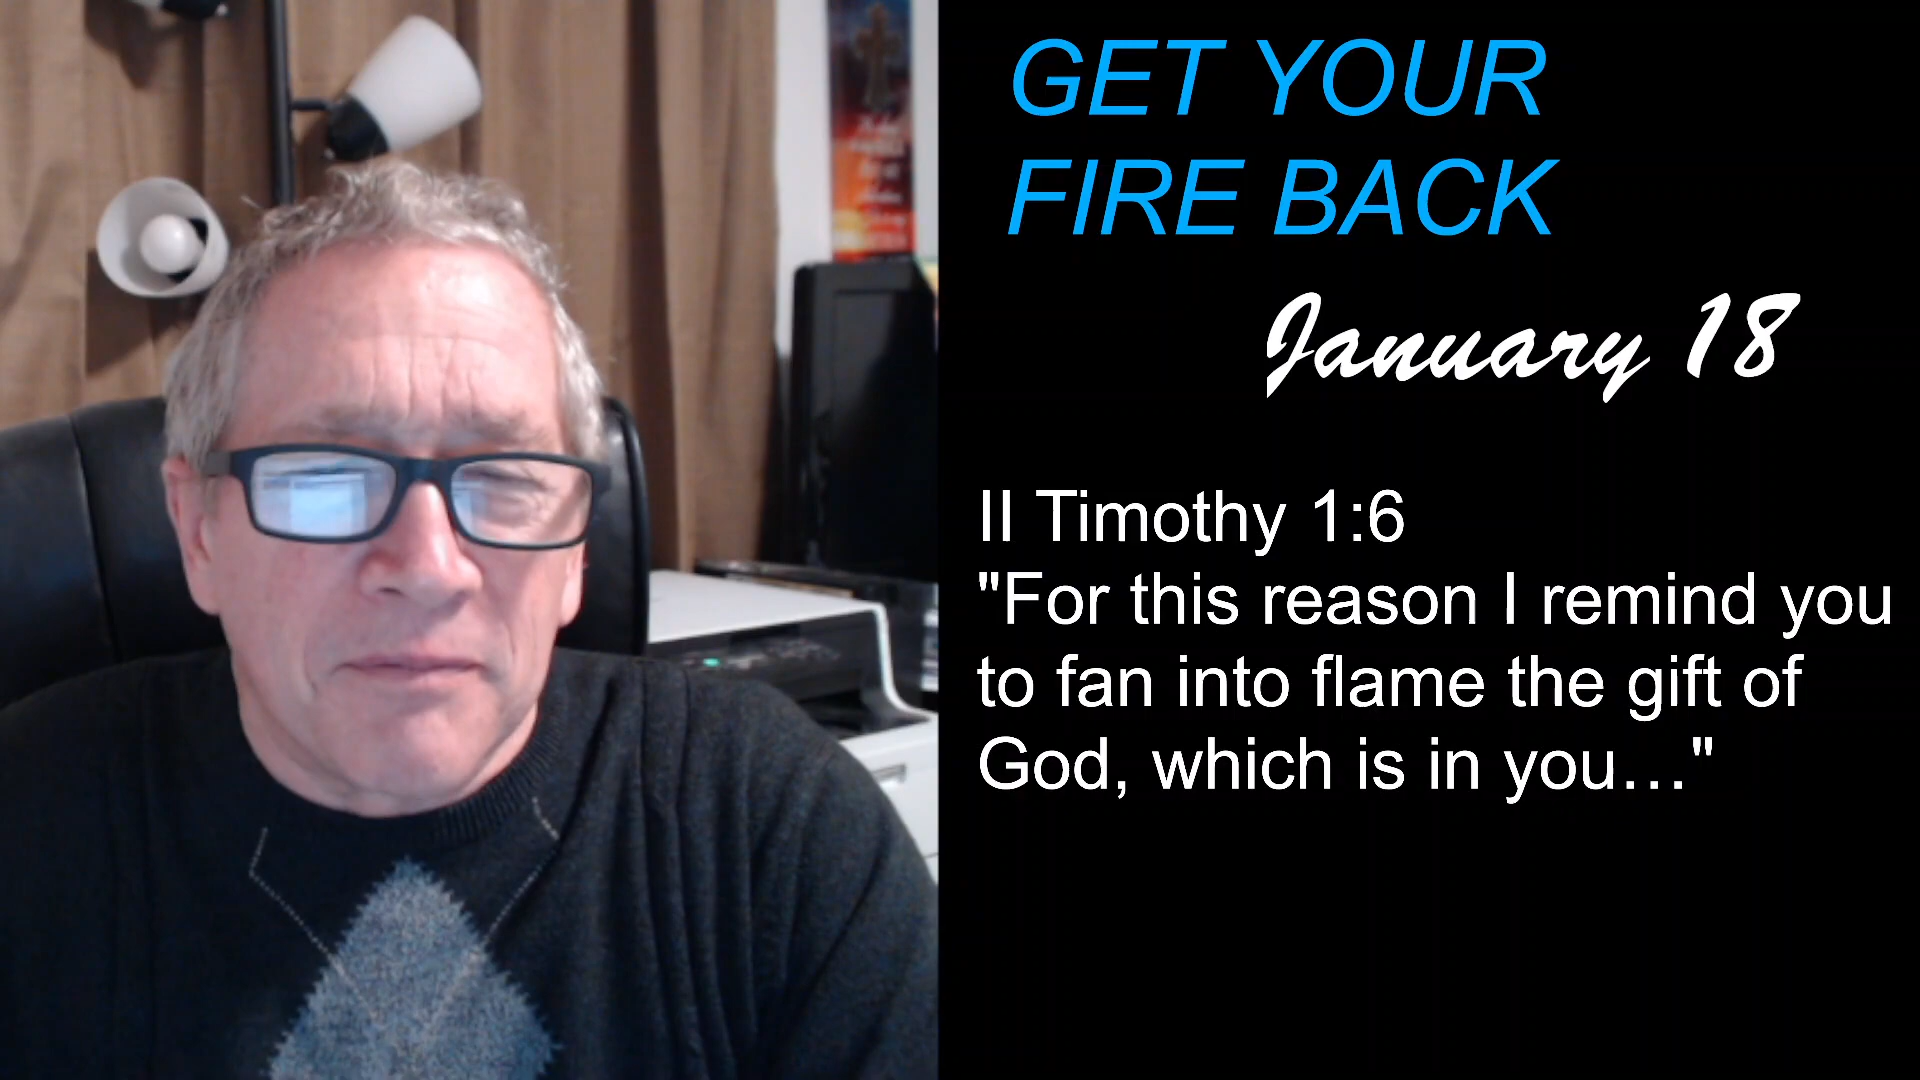 GET YOUR
FIRE BACK
January 18
II Timothy 1:6
"For this reason I remind you
to fan into flame the gift of
God, which is in you…"